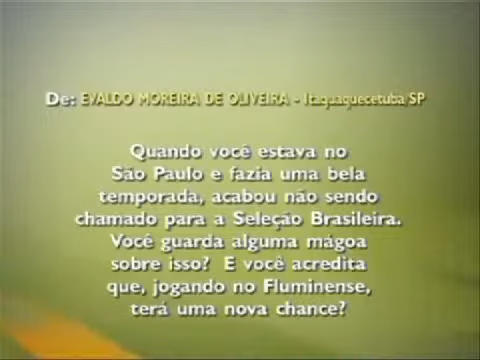 De: EVALDO MOREIRA DE OLIVEIRA - Itaquaquecetuba/SP
Quando você estava no
São Paulo e fazia uma bela
temporada, acabou não sendo
chamado para a Seleção Brasileira.
Você guarda alguma mágoa
sobre isso? E você acredita
que, jogando no Fluminense,
terá uma nova chance?